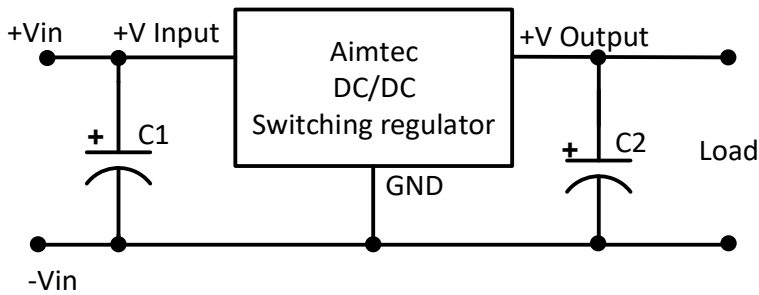 +Vin
+V Input
Aimtec
DC/DC
Switching regulator
+V Output
+
C1
+
C2
Load
GND
-Vin